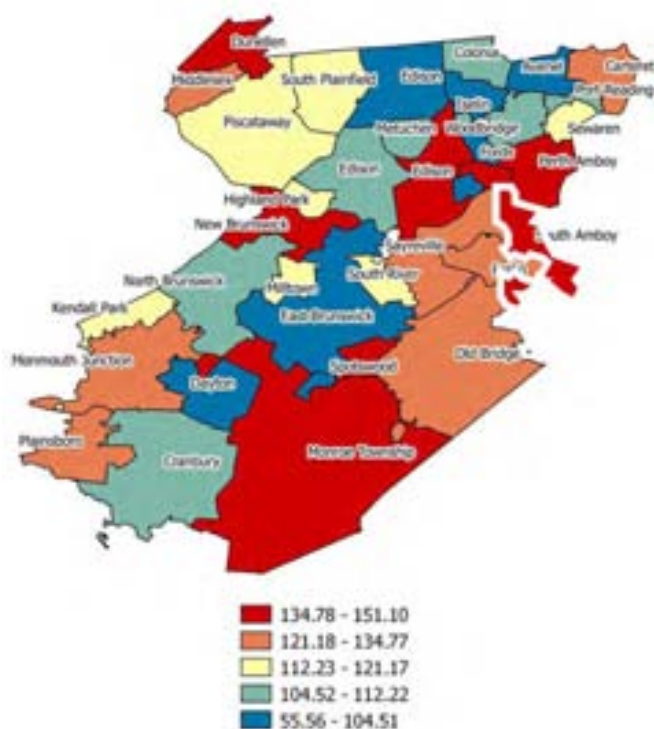 Dunellen
Colonia
Avenel
Carteret
Middlesex
South Plainfield
Edison
Port Reading
Iselin
Piscataway
Metuchen
Woodbridge
Sewaren
Fords
Edison
Edison
Perth Amboy
Highland Park
New Brunswick
Sayreville
South Amboy
North Brunswick
Milltown
South River
Kendall Park
East Brunswick
Monmouth Junction
Spotswood
Old Bridge
Dayton
Plainsboro
Cranbury
Monroe Township
134.78 - 151.10
121.18 - 134.77
112.23 - 121.17
104.52 - 112.22
55.56 - 104.51